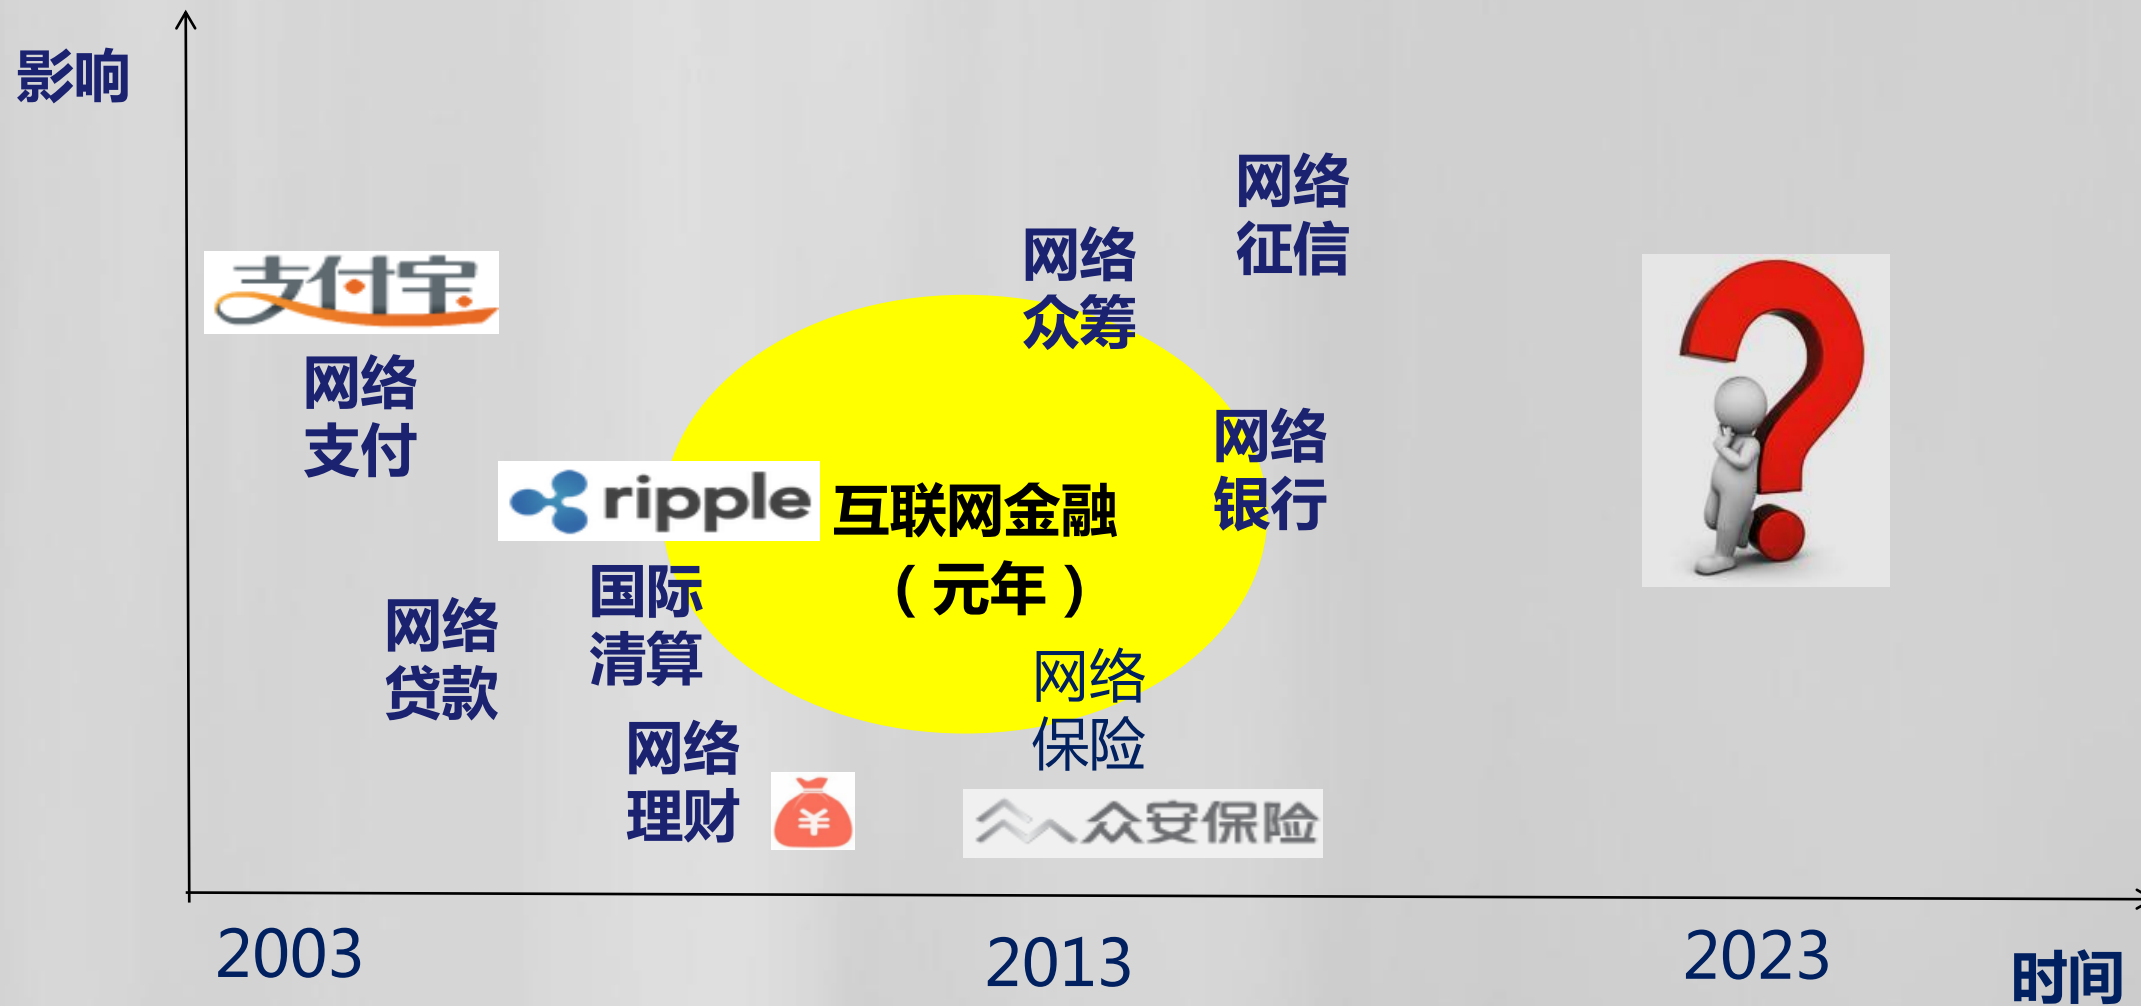 影响
网络
征信
网络
众筹
支付宝
网络
支付
网络
银行
ripple
互联网金融
（元年）
国际
清算
网络
贷款
网络
保险
网络
理财
¥
众安保险
2003
2013
2023
时间
?